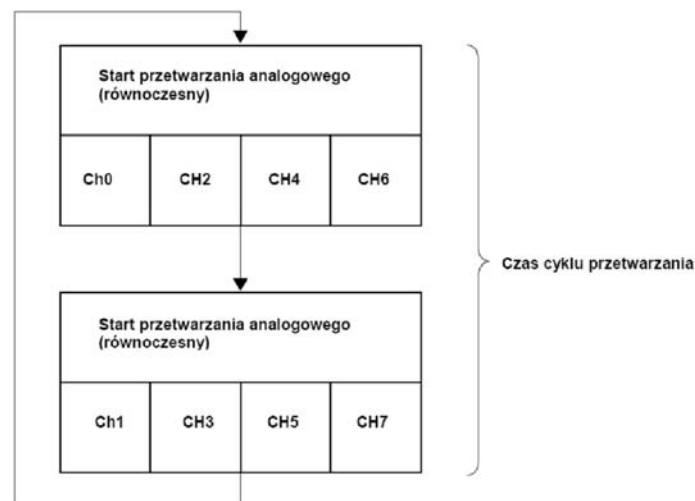 Start przetwarzania analogowego
(równoczesny)
Ch0 CH2 CH4 CH6
Czas cyklu przetwarzania
Start przetwarzania analogowego
(równoczesny)
Ch1 CH3 CH5 CH7